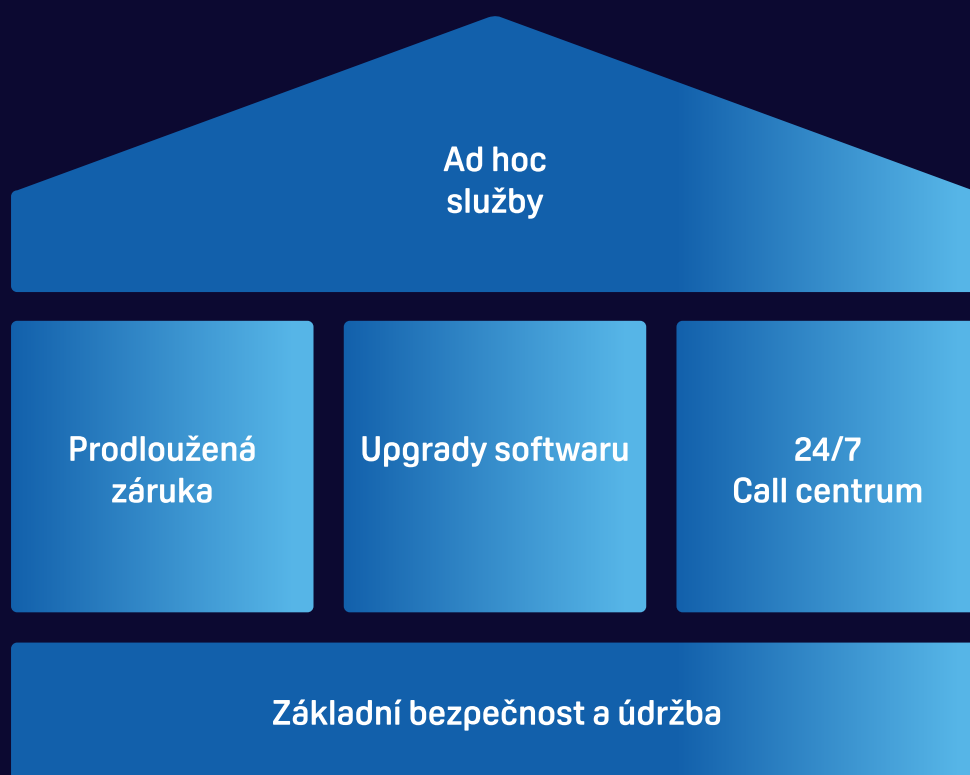 Ad hoc
služby
Prodloužená
záruka
Upgrady softwaru
24/7
Call centrum
Základní bezpečnost a údržba